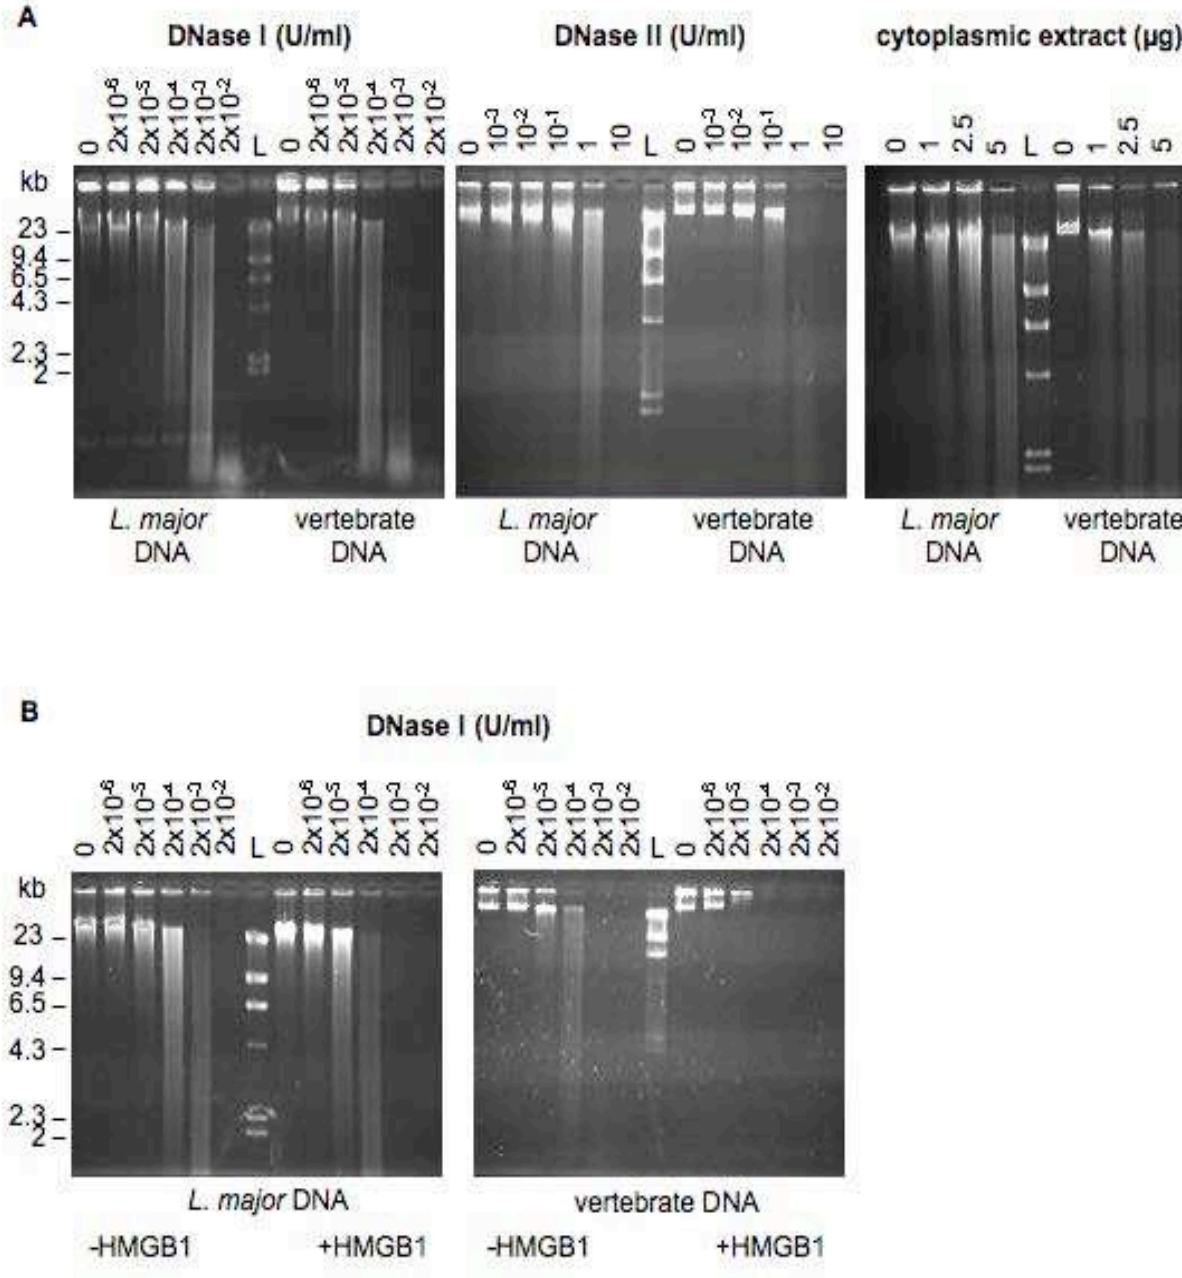 A
DNase I (U/ml) DNase II (U/ml) cytoplasmic extract (µg)
0 2x10⁻⁶ 2x10⁻⁵ 2x10⁻⁴ 2x10⁻³ 2x10⁻² L 0 2x10⁻⁶ 2x10⁻⁵ 2x10⁻⁴ 2x10⁻³ 2x10⁻² 0 10⁻³ 10⁻² 10⁻¹ 1 10 L 0 10⁻³ 10⁻² 10⁻¹ 1 10 0 1 2.5 5 L 0 1 2.5 5
kb
23 –
9.4 –
6.5 –
4.3 –
2.3 –
2 –
L. major vertebrate L. major vertebrate L. major vertebrate
DNA DNA DNA DNA DNA DNA
B
DNase I (U/ml)
0 2x10⁻⁶ 2x10⁻⁵ 2x10⁻⁴ 2x10⁻³ 2x10⁻² L 0 2x10⁻⁶ 2x10⁻⁵ 2x10⁻⁴ 2x10⁻³ 2x10⁻² 0 2x10⁻⁶ 2x10⁻⁵ 2x10⁻⁴ 2x10⁻³ 2x10⁻² L 0 2x10⁻⁶ 2x10⁻⁵ 2x10⁻⁴ 2x10⁻³ 2x10⁻²
kb
23 –
9.4 –
6.5 –
4.3 –
2.3 –
2 –
L. major DNA vertebrate DNA
-HMGB1 +HMGB1 -HMGB1 +HMGB1